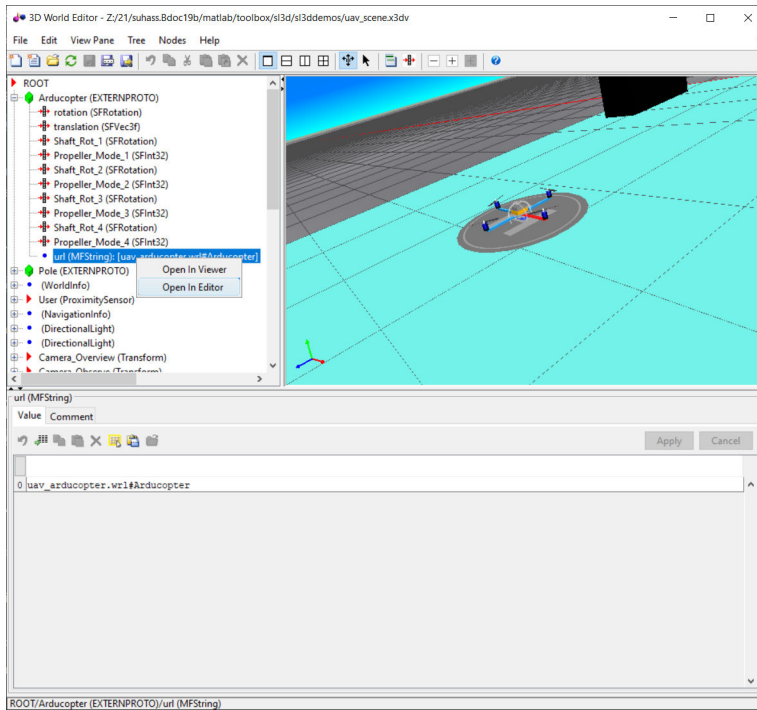 3D World Editor - Z:/21/suhass.Bdoc19b/matlab/toolbox/sl3d/sl3ddemos/uav_scene.x3dv
File Edit View Pane Tree Nodes Help
ROOT
Arducopter (EXTERNPROTO)
rotation (SFRotation)
translation (SFVec3f)
Shaft_Rot_1 (SFRotation)
Propeller_Mode_1 (SFInt32)
Shaft_Rot_2 (SFRotation)
Propeller_Mode_2 (SFInt32)
Shaft_Rot_3 (SFRotation)
Propeller_Mode_3 (SFInt32)
Shaft_Rot_4 (SFRotation)
Propeller_Mode_4 (SFInt32)
url (MFString): [uav_arducopter.wrl#Arducopter]
Pole (EXTERNPROTO)
(WorldInfo)
User (ProximitySensor)
(NavigationInfo)
(DirectionalLight)
(DirectionalLight)
Camera_Overview (Transform)
Camera_Observe (Transform)
Open In Viewer
Open In Editor
url (MFString)
Value Comment
Apply Cancel
0 uav_arducopter.wrl#Arducopter
ROOT/Arducopter (EXTERNPROTO)/url (MFString)